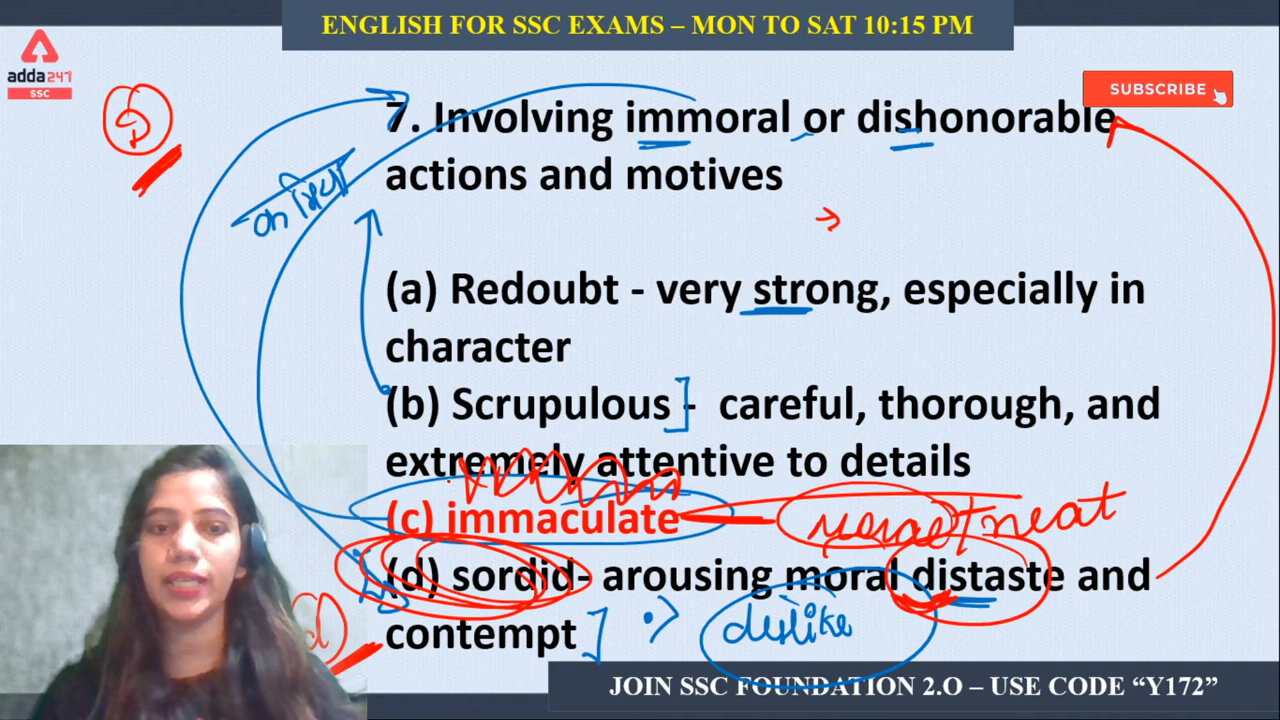 ENGLISH FOR SSC EXAMS – MON TO SAT 10:15 PM
adda247
SSC
SUBSCRIBE
7. Involving immoral or dishonorable
actions and motives
(a) Redoubt - very strong, especially in
character
(b) Scrupulous - careful, thorough, and
extremely attentive to details
(c) immaculate
neat
(d) sordid- arousing moral distaste and
contempt
dislike
(d)
JOIN SSC FOUNDATION 2.O – USE CODE “Y172”